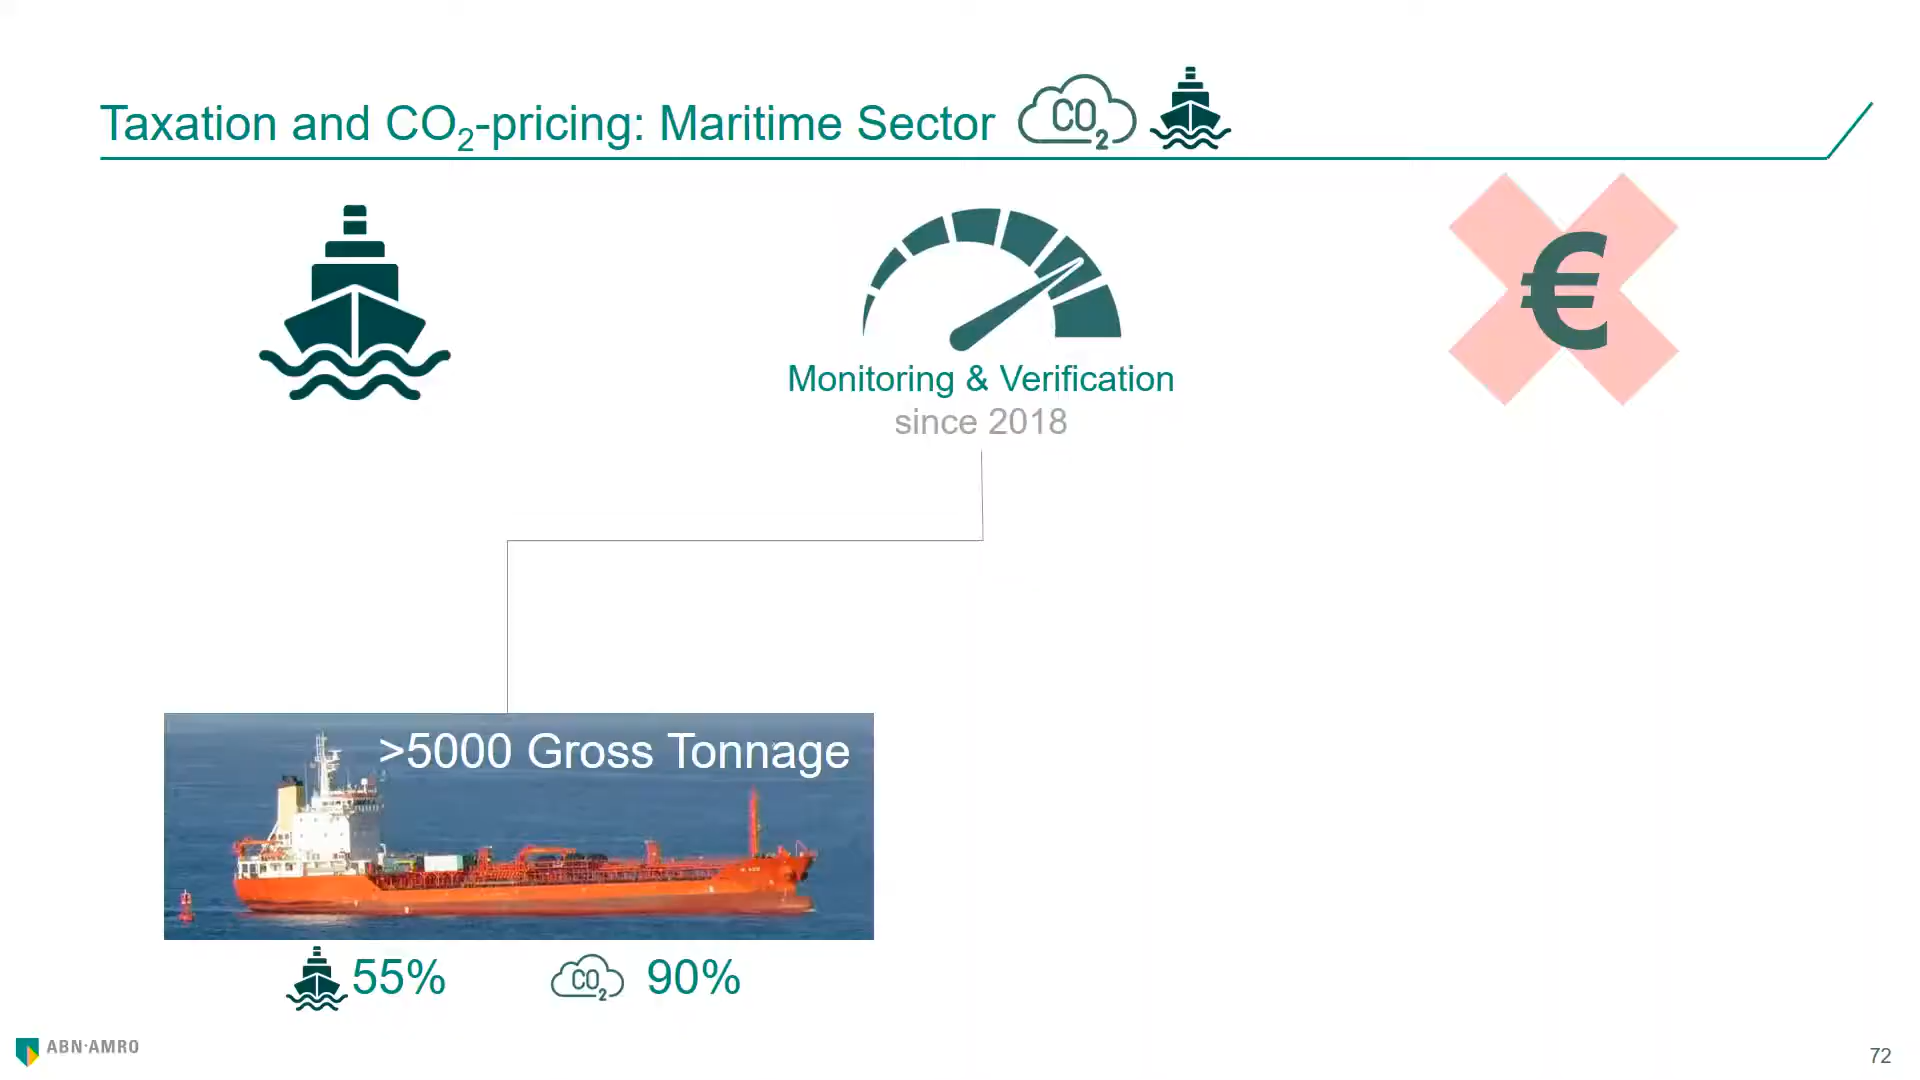 Taxation and CO₂-pricing: Maritime Sector
CO₂
€
Monitoring & Verification
since 2018
>5000 Gross Tonnage
55%
CO₂ 90%
ABN·AMRO
72